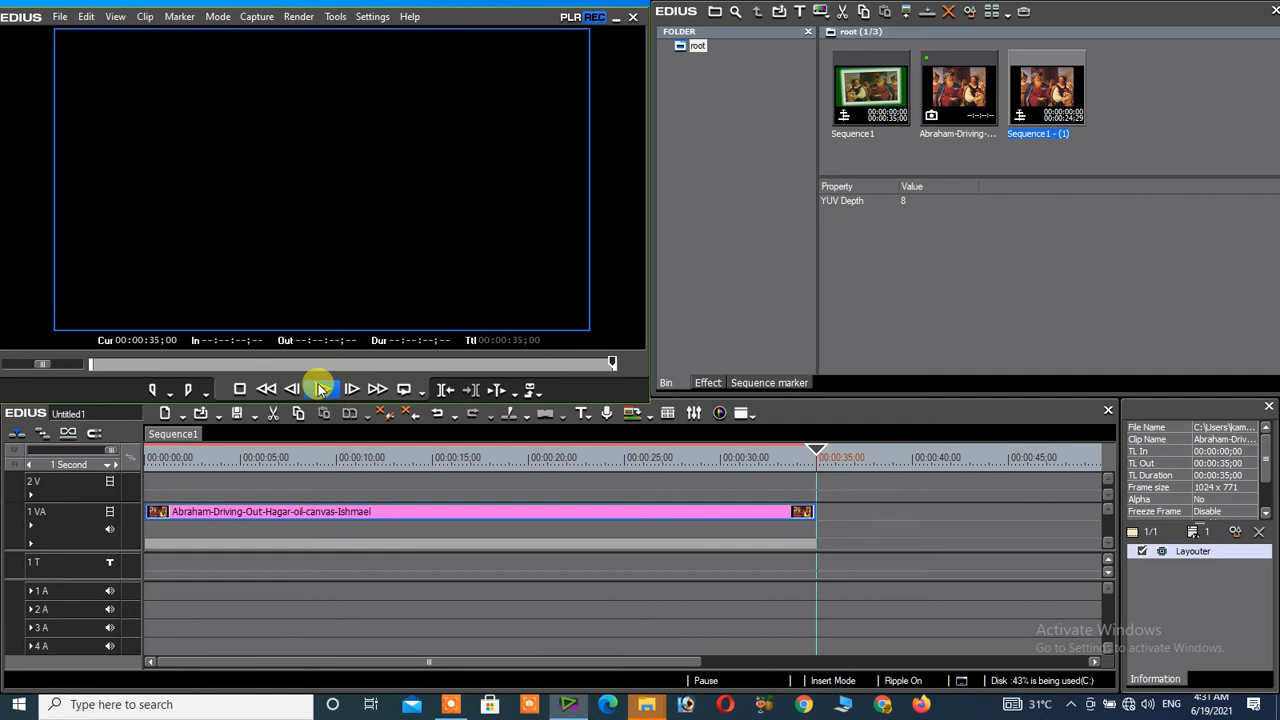 EDIUS File Edit View Clip Marker Mode Capture Render Tools Settings Help PLR REC
Cur 00:00:35;00 In --:--:--;-- Out --:--:--;-- Dur --:--:--;-- Ttl 00:00:35;00
EDIUS
FOLDER
root
root (1/3)
00:00:00;00
00:00:35;00
Sequence1
--:--:--;--
Abraham-Driving-...
00:00:00;00
00:00:24;29
Sequence1 - (1)
Property Value
YUV Depth 8
Bin Effect Sequence marker
EDIUS Untitled1
Sequence1
1 Second 00:00:00;00 00:00:05;00 00:00:10;00 00:00:15;00 00:00:20;00 00:00:25;00 00:00:30;00 00:00:35;00 00:00:40;00 00:00:45;00
2 V
1 VA Abraham-Driving-Out-Hagar-oil-canvas-Ishmael
1 T T
1 A
2 A
3 A
4 A
Pause Insert Mode Ripple On Disk :43% is being used(C:)
File Name C:\Users\kam...
Clip Name Abraham-Driv...
TL In 00:00:00;00
TL Out 00:00:35;00
TL Duration 00:00:35;00
Frame size 1024 x 771
Alpha No
Freeze Frame Disable
1/1 1
Layouter
Activate Windows
Go to Settings to activate Windows.
Information
Type here to search
31°C ENG 4:31 AM
6/19/2021